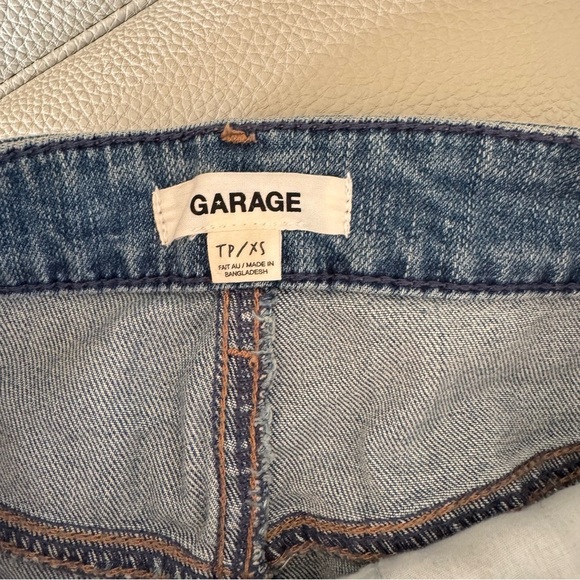 GARAGE
TP/XS
FAIT AU / MADE IN
BANGLADESH